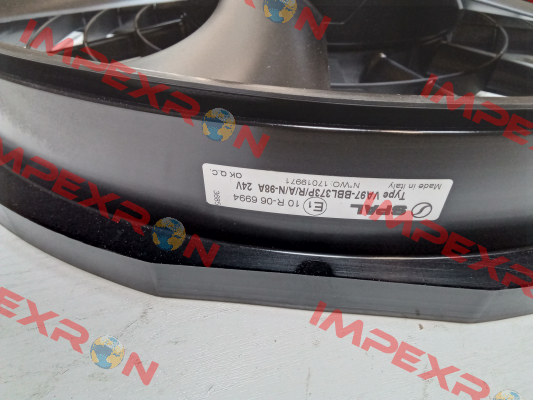 SPAL
Type VA97-BBL373P/R/A/N-98A 24V
N°WO. 17019971
Made in Italy
OK Q.C.
E1
10 R-06 6994
IMPEXRON
IMPEXRON
IMPEXRON
IMPEXRON
IMPEXRON
IMPEXRON